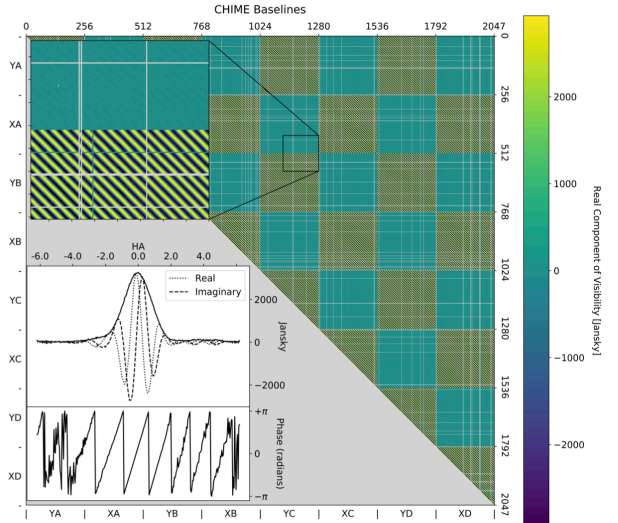 CHIME Baselines
0 256 512 768 1024 1280 1536 1792 2047
YA
XA
YB
XB
YC
XC
YD
XD
0
256
512
768
1024
1280
1536
1792
2047
HA
-6.0 -4.0 -2.0 0.0 2.0 4.0
Real
Imaginary
2000
0
−2000
Jansky
+π
0
−π
Phase (radians)
| YA | XA | YB | XB | YC | XC | YD | XD |
2000
1000
0
−1000
−2000
Real Component of Visibility [Jansky]